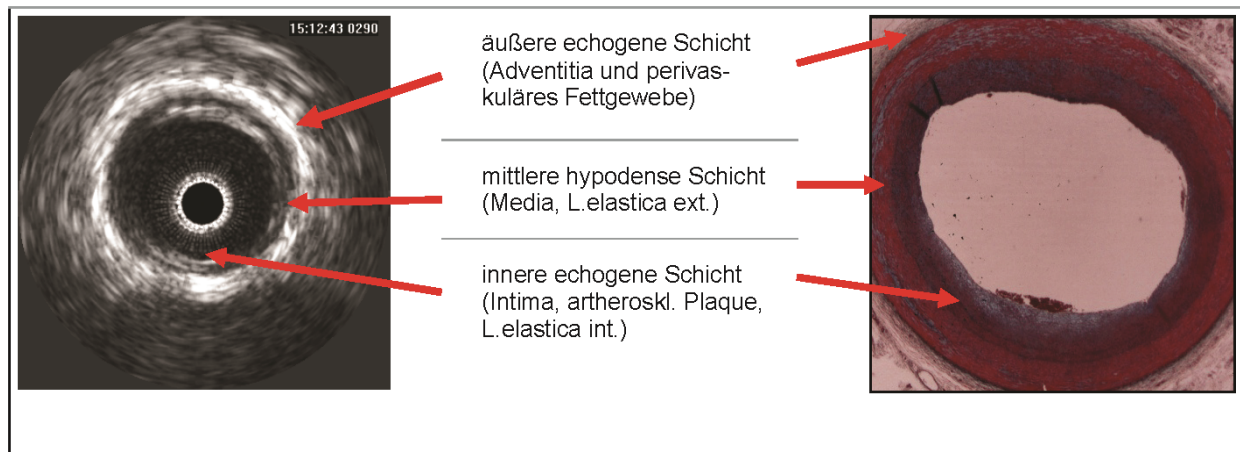 15:12:43 0290
äußere echogene Schicht
(Adventitia und perivas-
kuläres Fettgewebe)
mittlere hypodense Schicht
(Media, L.elastica ext.)
innere echogene Schicht
(Intima, artheroskl. Plaque,
L.elastica int.)